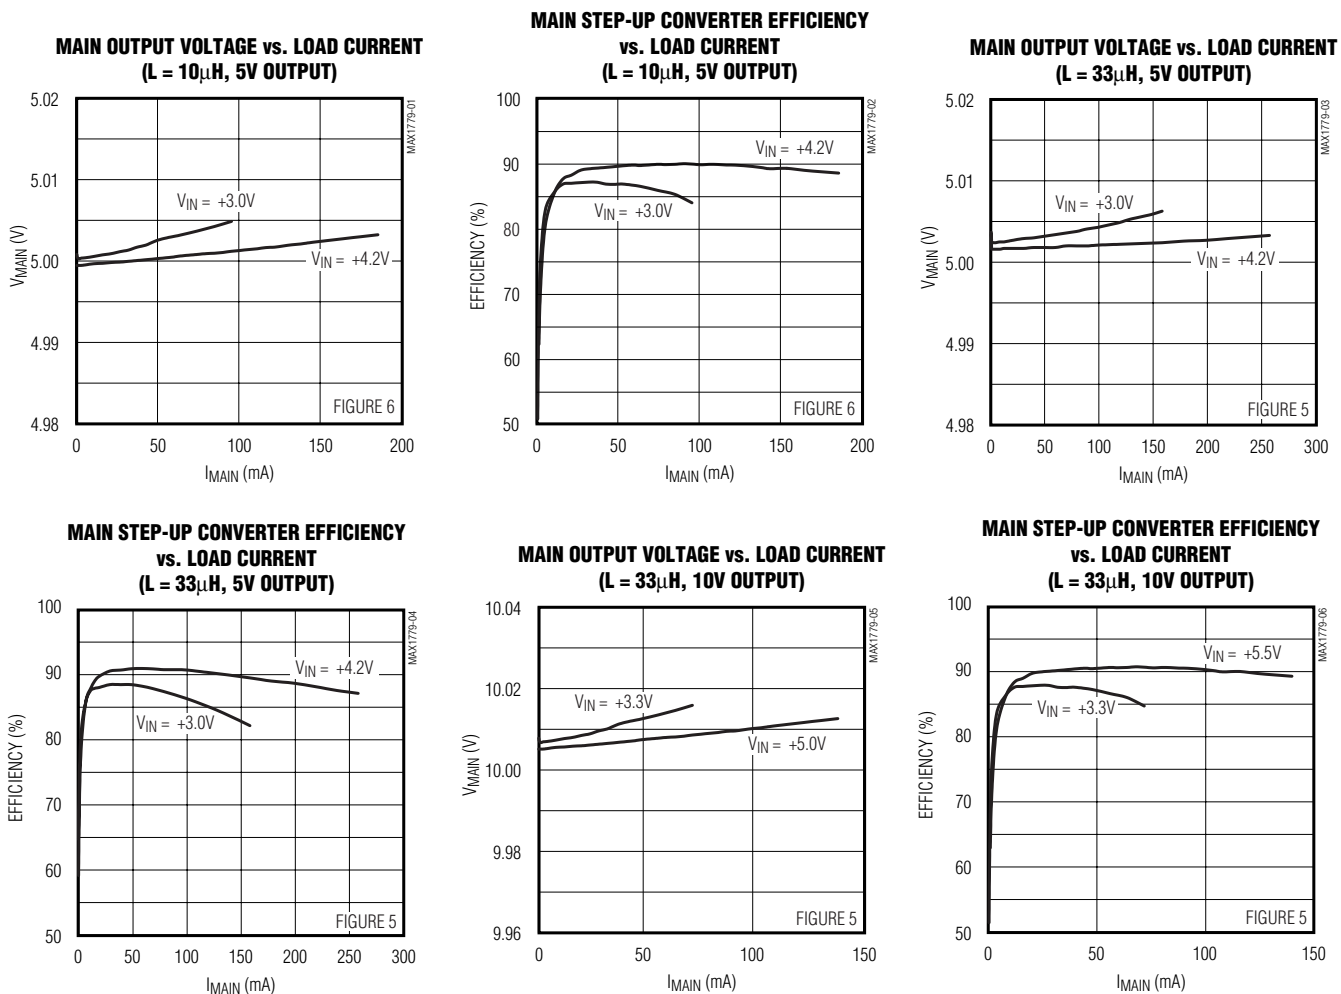 MAIN OUTPUT VOLTAGE vs. LOAD CURRENT
(L = 10μH, 5V OUTPUT)
5.02
5.01
5.00
4.99
4.98
VMAIN (V)
VIN = +3.0V
VIN = +4.2V
FIGURE 6
MAX1779-01
0
50
100
150
200
IMAIN (mA)
MAIN STEP-UP CONVERTER EFFICIENCY
vs. LOAD CURRENT
(L = 10μH, 5V OUTPUT)
100
90
80
70
60
50
EFFICIENCY (%)
VIN = +4.2V
VIN = +3.0V
FIGURE 6
MAX1779-02
0
50
100
150
200
IMAIN (mA)
MAIN OUTPUT VOLTAGE vs. LOAD CURRENT
(L = 33μH, 5V OUTPUT)
5.02
5.01
5.00
4.99
4.98
VMAIN (V)
VIN = +3.0V
VIN = +4.2V
FIGURE 5
MAX1779-03
0
50
100
150
200
250
300
IMAIN (mA)
MAIN STEP-UP CONVERTER EFFICIENCY
vs. LOAD CURRENT
(L = 33μH, 5V OUTPUT)
100
90
80
70
60
50
EFFICIENCY (%)
VIN = +4.2V
VIN = +3.0V
FIGURE 5
MAX1779-04
0
50
100
150
200
250
300
IMAIN (mA)
MAIN OUTPUT VOLTAGE vs. LOAD CURRENT
(L = 33μH, 10V OUTPUT)
10.04
10.02
10.00
9.98
9.96
VMAIN (V)
VIN = +3.3V
VIN = +5.0V
FIGURE 5
MAX1779-05
0
50
100
150
IMAIN (mA)
MAIN STEP-UP CONVERTER EFFICIENCY
vs. LOAD CURRENT
(L = 33μH, 10V OUTPUT)
100
90
80
70
60
50
EFFICIENCY (%)
VIN = +5.5V
VIN = +3.3V
FIGURE 5
MAX1779-06
0
50
100
150
IMAIN (mA)